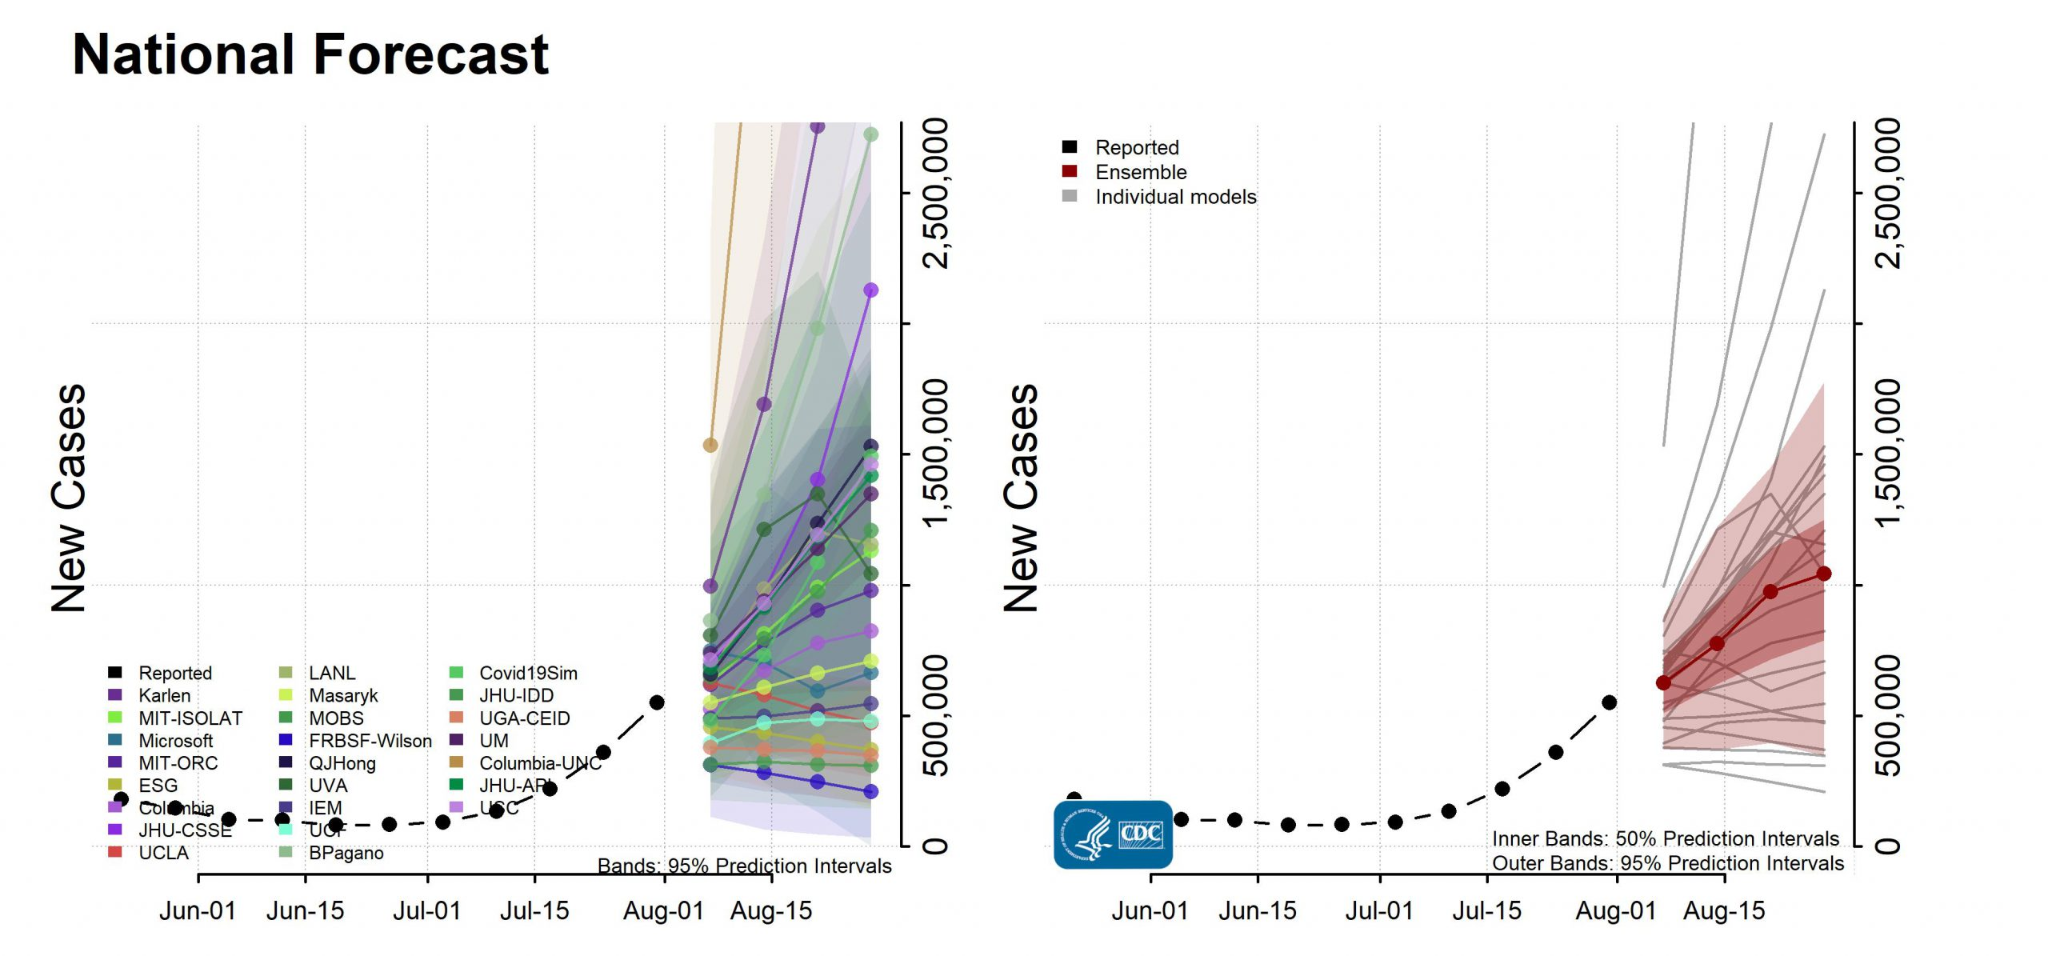 National Forecast
New Cases
Reported
Karlen
MIT-ISOLAT
Microsoft
MIT-ORC
ESG
Columbia
JHU-CSSE
UCLA
LANL
Masaryk
MOBS
FRBSF-Wilson
QJHong
UVA
IEM
UCF
BPagano
Covid19Sim
JHU-IDD
UGA-CEID
UM
Columbia-UNC
JHU-APL
USC
Bands: 95% Prediction Intervals
2,500,000
1,500,000
500,000
0
Jun-01 Jun-15 Jul-01 Jul-15 Aug-01 Aug-15
New Cases
Reported
Ensemble
Individual models
CDC
Inner Bands: 50% Prediction Intervals
Outer Bands: 95% Prediction Intervals
2,500,000
1,500,000
500,000
0
Jun-01 Jun-15 Jul-01 Jul-15 Aug-01 Aug-15